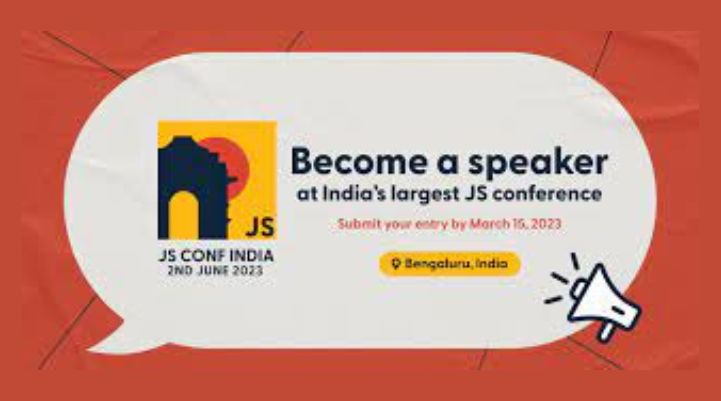 JS
JS CONF INDIA
2ND JUNE 2023
Become a speaker
at India's largest JS conference
Submit your entry by March 15, 2023
Bengaluru, India